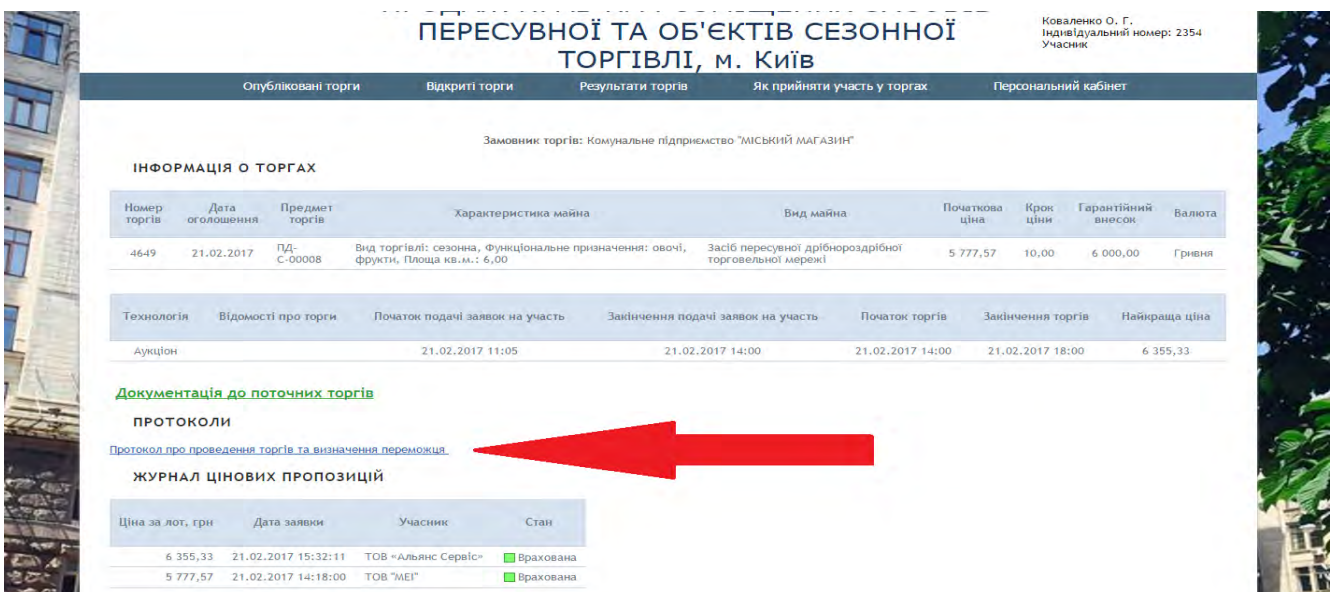 ПЕРЕСУВНОЇ ТА ОБ'ЄКТІВ СЕЗОННОЇ
ТОРГІВЛІ, м. Київ
Коваленко О. Г.
Індивідуальний номер: 2354
Учасник
Опубліковані торги Відкриті торги Результати торгів Як прийняти участь у торгах Персональний кабінет
Замовник торгів: Комунальне підприємство "МІСЬКИЙ МАГАЗИН"
ІНФОРМАЦІЯ О ТОРГАХ
Номер торгів Дата оголошення Предмет торгів Характеристика майна Вид майна Початкова ціна Крок ціни Гарантійний внесок Валюта
4649 21.02.2017 ПД-С-00008 Вид торгівлі: сезонна, Функціональне призначення: овочі, фрукти, Площа кв.м.: 6,00 Засіб пересувної дрібнороздрібної торговельної мережі 5 777,57 10,00 6 000,00 Гривня
Технологія Відомості про торги Початок подачі заявок на участь Закінчення подачі заявок на участь Початок торгів Закінчення торгів Найкраща ціна
Аукціон 21.02.2017 11:05 21.02.2017 14:00 21.02.2017 14:00 21.02.2017 18:00 6 355,33
Документація до поточних торгів
ПРОТОКОЛИ
Протокол про проведення торгів та визначення переможця
ЖУРНАЛ ЦІНОВИХ ПРОПОЗИЦІЙ
Ціна за лот, грн Дата заявки Учасник Стан
6 355,33 21.02.2017 15:32:11 ТОВ «Альянс Сервіс» Врахована
5 777,57 21.02.2017 14:18:00 ТОВ "МЕІ" Врахована